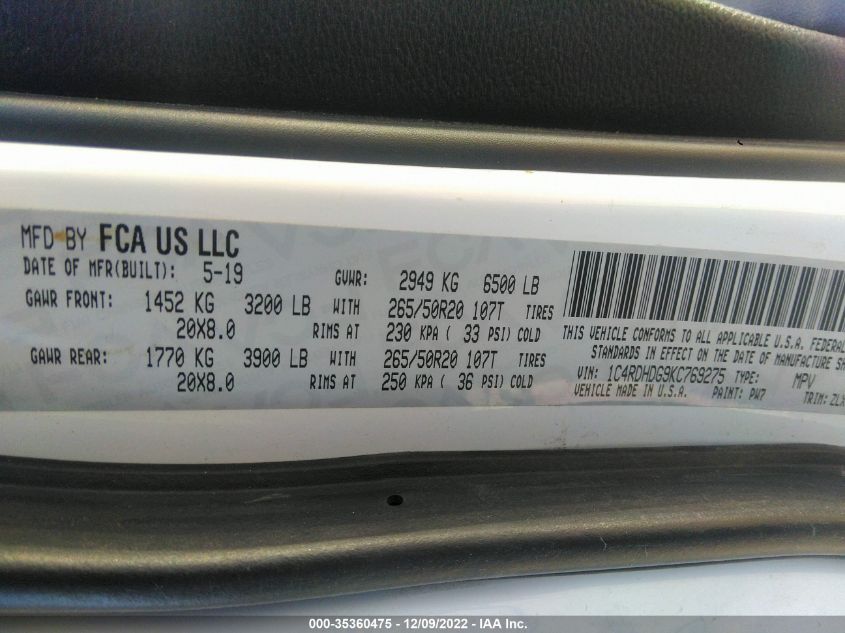 MFD BY FCA US LLC
DATE OF MFR(BUILT): 5-19 GVWR: 2949 KG 6500 LB
GAWR FRONT: 1452 KG 3200 LB WITH 265/50R20 107T TIRES
20X8.0 RIMS AT 230 KPA ( 33 PSI) COLD
GAWR REAR: 1770 KG 3900 LB WITH 265/50R20 107T TIRES
20X8.0 RIMS AT 250 KPA ( 36 PSI) COLD
THIS VEHICLE CONFORMS TO ALL APPLICABLE U.S.A. FEDERAL
STANDARDS IN EFFECT ON THE DATE OF MANUFACTURE SH
VIN: 1C4RDHDG9KC769275 TYPE: MPV
VEHICLE MADE IN U.S.A. PAINT: PW7 TRIM: ZLX
000-35360475 - 12/09/2022 - IAA Inc.